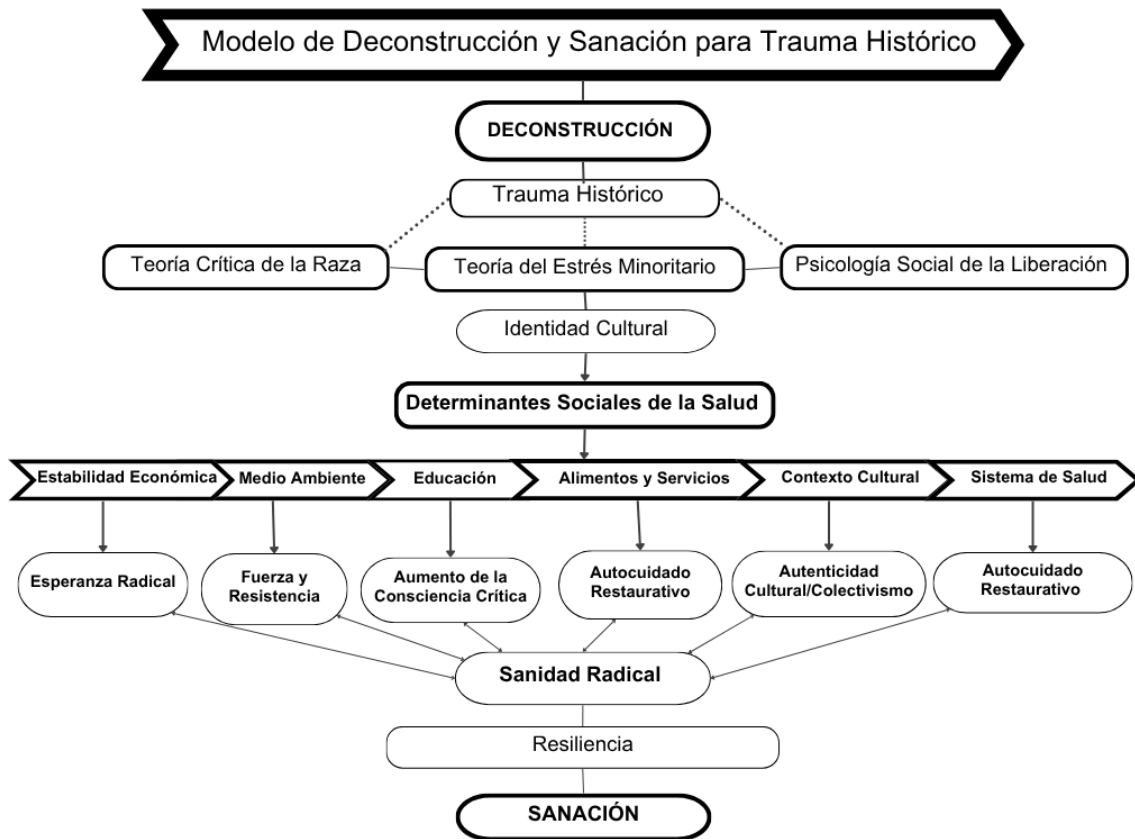 Modelo de Deconstrucción y Sanación para Trauma Histórico
DECONSTRUCCIÓN
Trauma Histórico
Teoría Crítica de la Raza
Teoría del Estrés Minoritario
Psicología Social de la Liberación
Identidad Cultural
Determinantes Sociales de la Salud
Estabilidad Económica
Medio Ambiente
Educación
Alimentos y Servicios
Contexto Cultural
Sistema de Salud
Esperanza Radical
Fuerza y
Resistencia
Aumento de la
Consciencia Crítica
Autocuidado
Restaurativo
Autenticidad
Cultural/Colectivismo
Autocuidado
Restaurativo
Sanidad Radical
Resiliencia
SANACIÓN